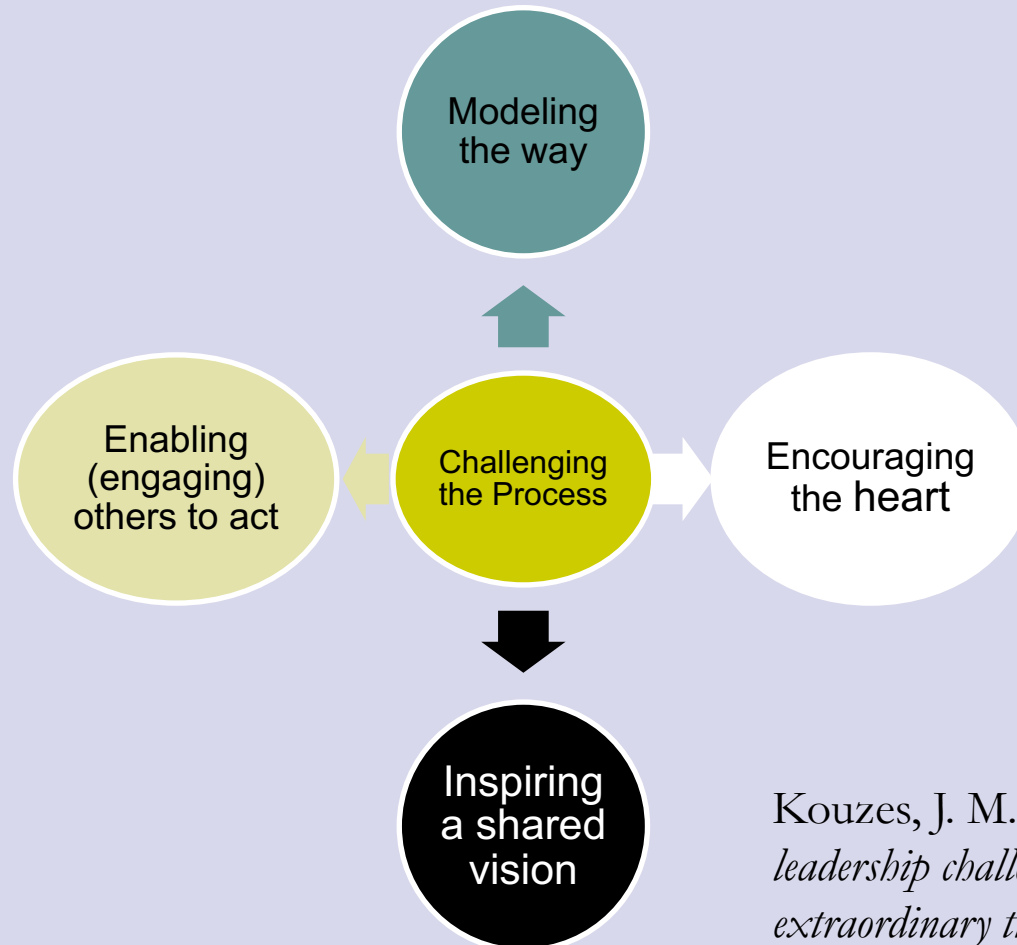 Modeling
the way
Enabling
(engaging)
others to act
Challenging
the Process
Encouraging
the heart
Inspiring
a shared
vision
Kouzes, J. M.
leadership
extraordinary